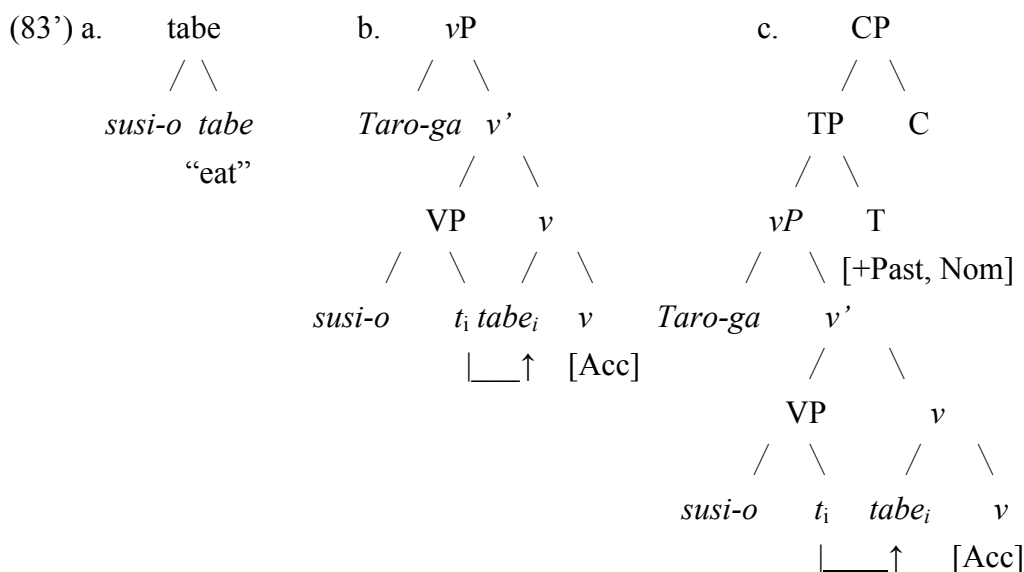 (83’) a. tabe b. vP c. CP
susi-o tabe Taro-ga v’ TP C
“eat”
VP v vP T
[+Past, Nom]
susi-o tᵢ tabeᵢ v Taro-ga v’
[Acc]
VP v
susi-o tᵢ tabeᵢ v
[Acc]